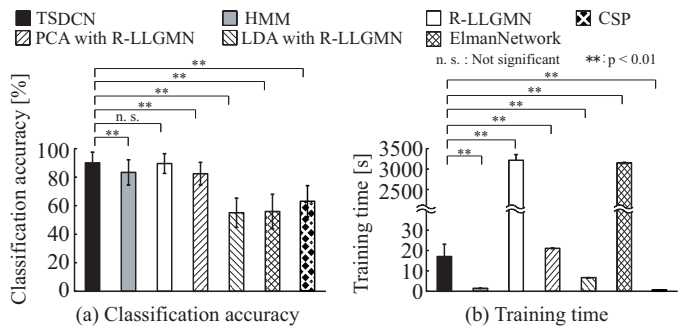 TSDCN HMM R-LLGMN CSP
PCA with R-LLGMN LDA with R-LLGMN ElmanNetwork
n. s. : Not significant **: p < 0.01
Classification accuracy [%]
**
**
**
**
n. s.
**
100
80
60
40
20
0
(a) Classification accuracy
Training time [s]
**
**
**
**
**
**
3500
3000
2500
20
10
0
(b) Training time